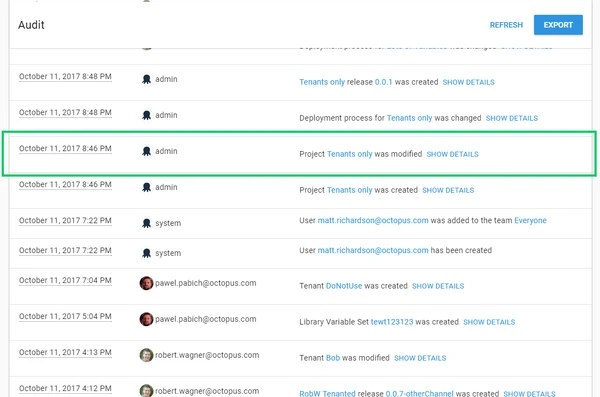 Audit
REFRESH
EXPORT
October 11, 2017 8:48 PM admin Tenants only release 0.0.1 was created SHOW DETAILS
October 11, 2017 8:48 PM admin Deployment process for Tenants only was changed SHOW DETAILS
October 11, 2017 8:46 PM admin Project Tenants only was modified SHOW DETAILS
October 11, 2017 8:46 PM admin Project Tenants only was created SHOW DETAILS
October 11, 2017 7:22 PM system User matt.richardson@octopus.com was added to the team Everyone
October 11, 2017 7:22 PM system User matt.richardson@octopus.com has been created
October 11, 2017 7:04 PM pawel.pabich@octopus.com Tenant DoNotUse was created SHOW DETAILS
October 11, 2017 5:04 PM pawel.pabich@octopus.com Library Variable Set tewt123123 was created SHOW DETAILS
October 11, 2017 4:13 PM robert.wagner@octopus.com Tenant Bob was modified SHOW DETAILS
October 11, 2017 4:12 PM robert.wagner@octopus.com RobW Tenanted release 0.0.7-otherChannel was created SHOW DETAILS